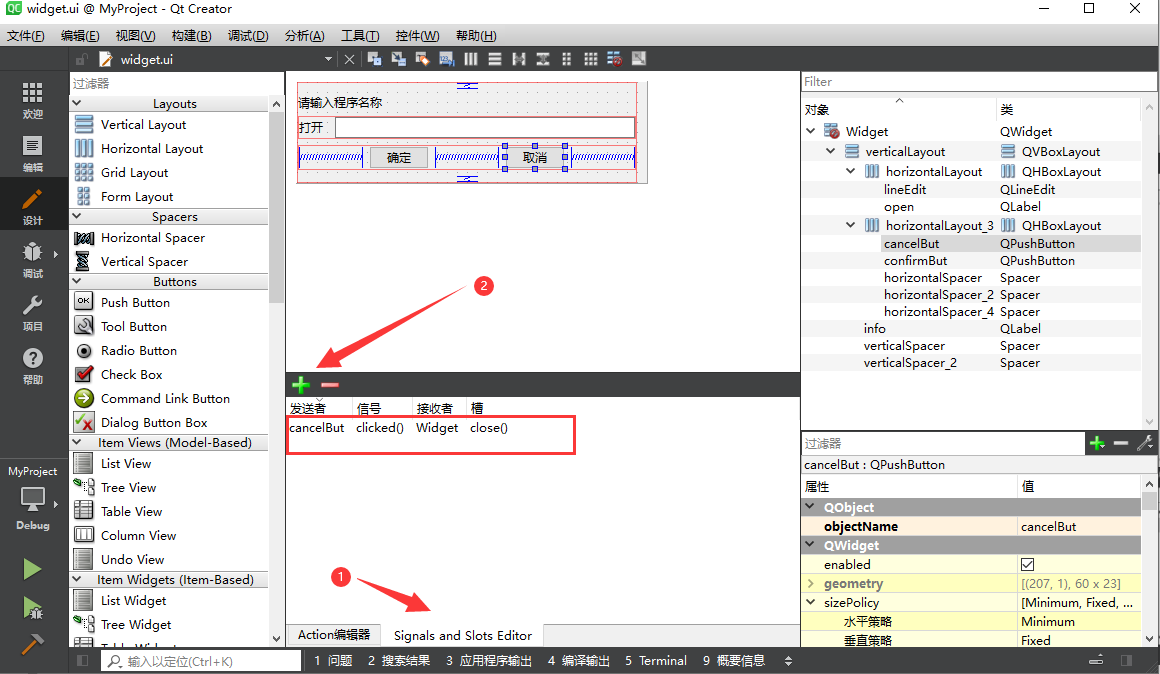 widget.ui @ MyProject - Qt Creator
文件(F) 编辑(E) 视图(V) 构建(B) 调试(D) 分析(A) 工具(T) 控件(W) 帮助(H)
widget.ui
欢迎
编辑
设计
调试
项目
帮助
MyProject
Debug
过滤器
Layouts
Vertical Layout
Horizontal Layout
Grid Layout
Form Layout
Spacers
Horizontal Spacer
Vertical Spacer
Buttons
OK Push Button
Tool Button
Radio Button
Check Box
Command Link Button
Dialog Button Box
Item Views (Model-Based)
List View
Tree View
Table View
Column View
Undo View
Item Widgets (Item-Based)
List Widget
Tree Widget
请输入程序名称
打开
确定 取消
2
发送者 信号 接收者 槽
cancelBut clicked() Widget close()
1
Action编辑器 Signals and Slots Editor
Filter
对象 类
Widget QWidget
verticalLayout QVBoxLayout
horizontalLayout QHBoxLayout
lineEdit QLineEdit
open QLabel
horizontalLayout_3 QHBoxLayout
cancelBut QPushButton
confirmBut QPushButton
horizontalSpacer Spacer
horizontalSpacer_2 Spacer
horizontalSpacer_4 Spacer
info QLabel
verticalSpacer Spacer
verticalSpacer_2 Spacer
过滤器
cancelBut : QPushButton
属性 值
QObject
objectName cancelBut
QWidget
enabled
geometry [(207, 1), 60 x 23]
sizePolicy [Minimum, Fixed, ...
水平策略 Minimum
垂直策略 Fixed
输入以定位(Ctrl+K) 1 问题 2 搜索结果 3 应用程序输出 4 编译输出 5 Terminal 9 概要信息